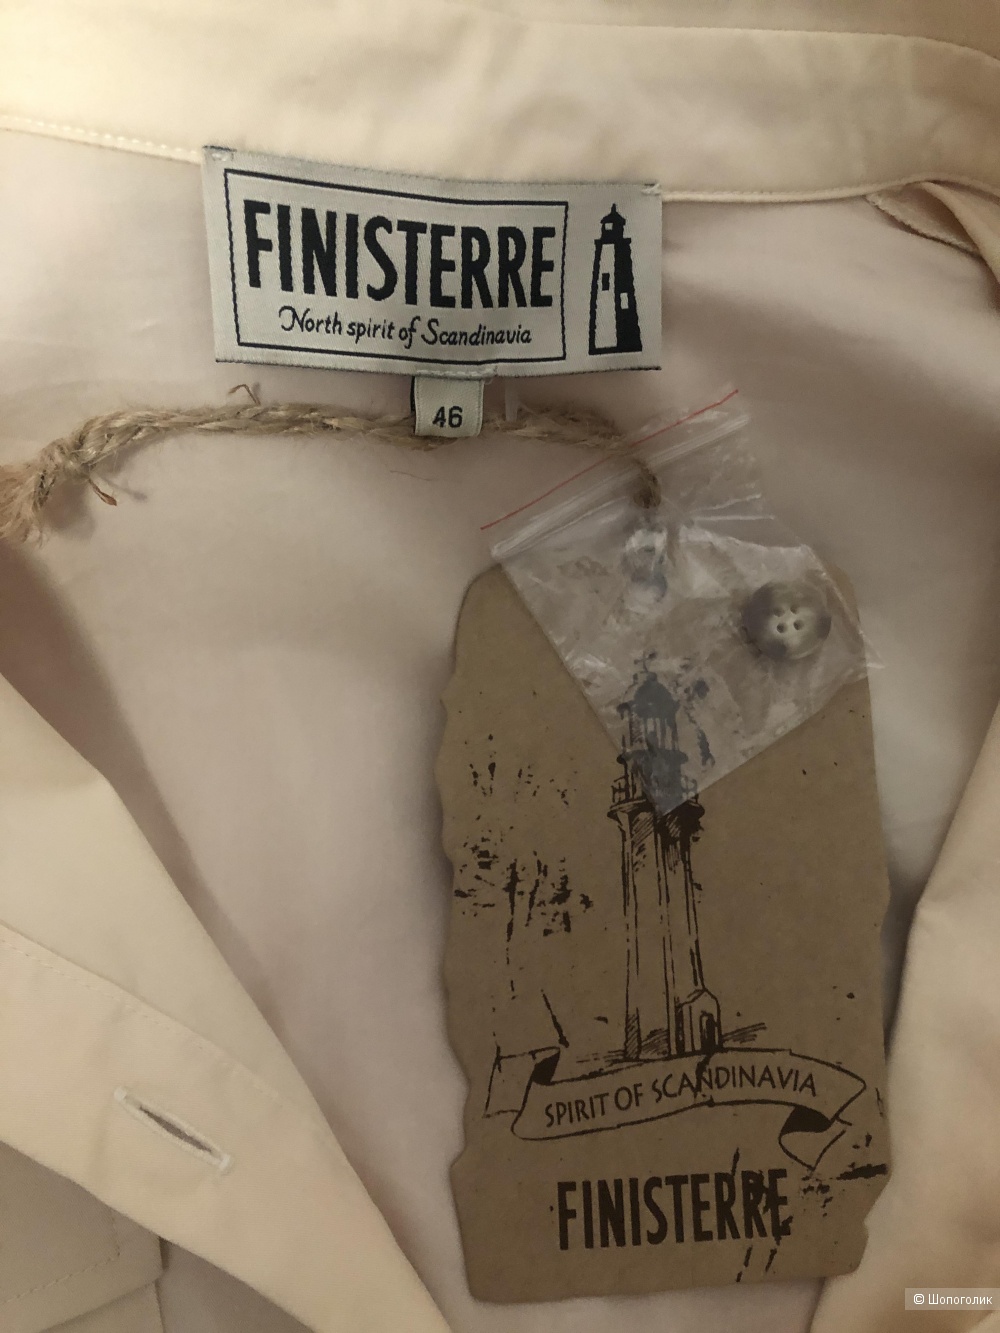 FINISTERRE
North spirit of Scandinavia
46
SPIRIT OF SCANDINAVIA
FINISTERRE
© Шопоголик